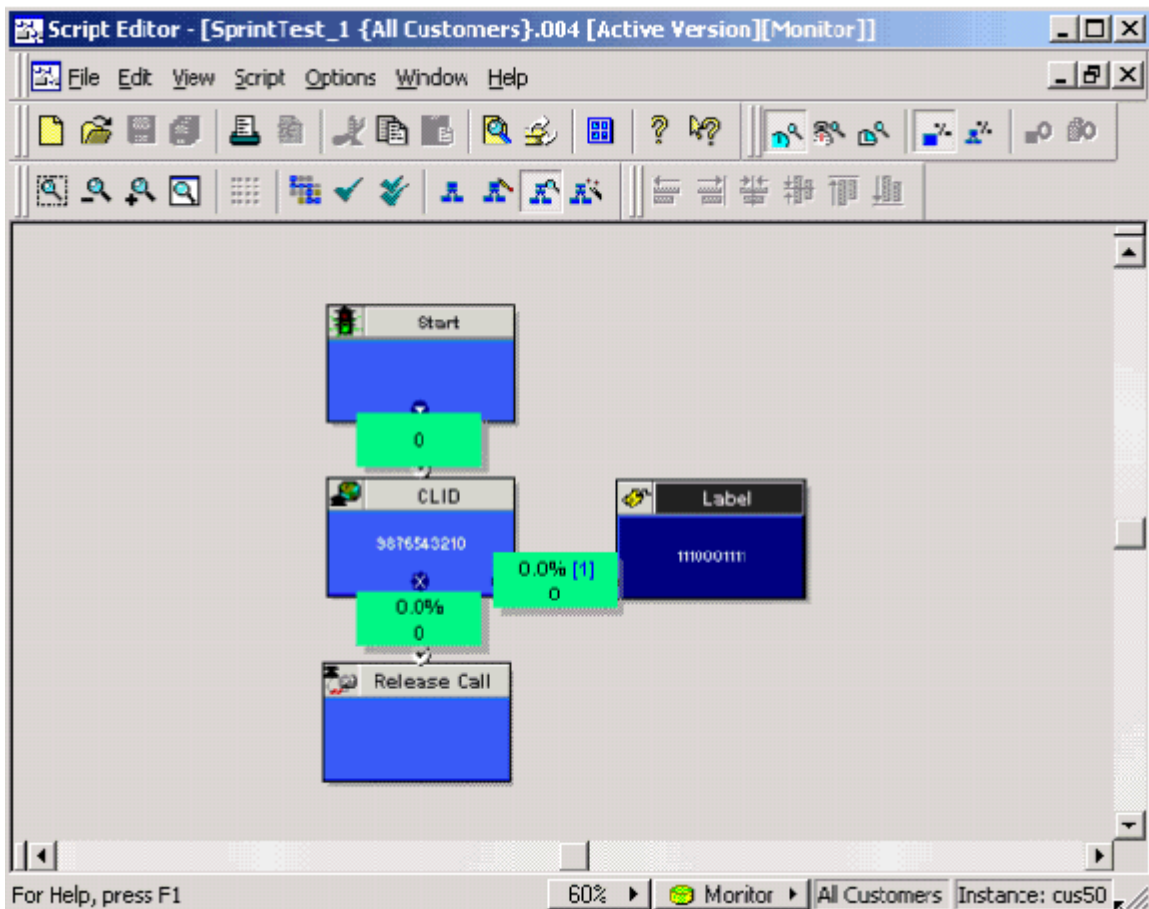 Script Editor - [SprintTest_1 {All Customers}.004 [Active Version][Monitor]]
File Edit View Script Options Window Help
Start
0
CLID
9876543210
Label
1110001111
0.0% [1]
0
0.0%
0
Release Call
For Help, press F1
60%
Monitor
All Customers
Instance: cus50